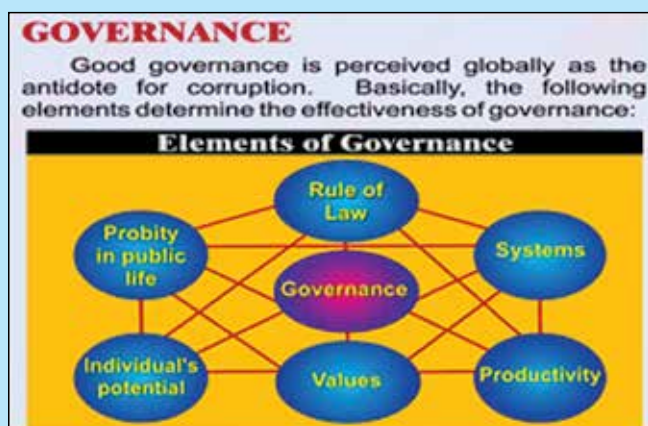 GOVERNANCE
Good governance is perceived globally as the
antidote for corruption. Basically, the following
elements determine the effectiveness of governance:
Elements of Governance
Rule of
Law
Probity
in public
life
Systems
Governance
Individual's
potential
Values
Productivity